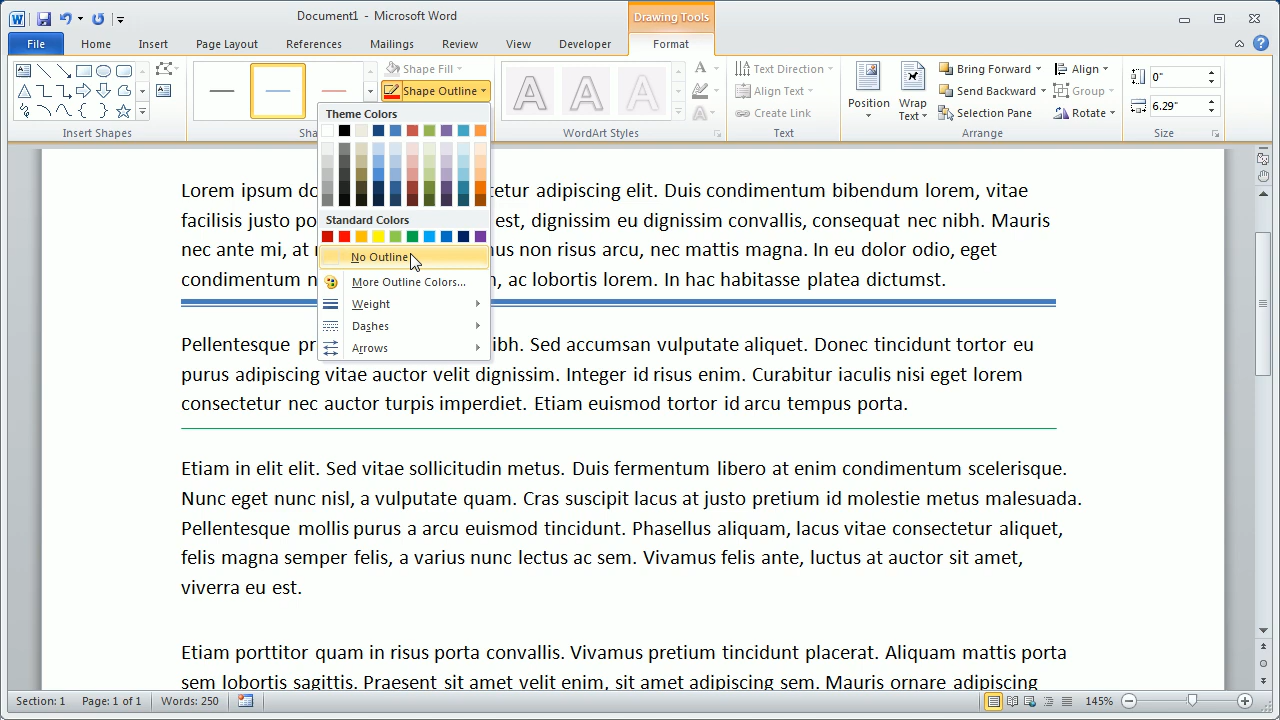 Document1 - Microsoft Word
Drawing Tools
File Home Insert Page Layout References Mailings Review View Developer Format
Shape Fill
Shape Outline
A A A
Text Direction
Align Text
Create Link
Position
Wrap Text
Bring Forward
Send Backward
Selection Pane
Align
Group
Rotate
0"
6.29"
Insert Shapes
Sha
WordArt Styles
Text
Arrange
Size
Theme Colors
Standard Colors
No Outline
More Outline Colors...
Weight
Dashes
Arrows
Lorem ipsum do tetur adipiscing elit. Duis condimentum bibendum lorem, vitae
facilisis justo po est, dignissim eu dignissim convallis, consequat nec nibh. Mauris
nec ante mi, at mus non risus arcu, nec mattis magna. In eu dolor odio, eget
condimentum n , ac lobortis lorem. In hac habitasse platea dictumst.
Pellentesque pr ibh. Sed accumsan vulputate aliquet. Donec tincidunt tortor eu
purus adipiscing vitae auctor velit dignissim. Integer id risus enim. Curabitur iaculis nisi eget lorem
consectetur nec auctor turpis imperdiet. Etiam euismod tortor id arcu tempus porta.
Etiam in elit elit. Sed vitae sollicitudin metus. Duis fermentum libero at enim condimentum scelerisque.
Nunc eget nunc nisl, a vulputate quam. Cras suscipit lacus at justo pretium id molestie metus malesuada.
Pellentesque mollis purus a arcu euismod tincidunt. Phasellus aliquam, lacus vitae consectetur aliquet,
felis magna semper felis, a varius nunc lectus ac sem. Vivamus felis ante, luctus at auctor sit amet,
viverra eu est.
Etiam porttitor quam in risus porta convallis. Vivamus pretium tincidunt placerat. Aliquam mattis porta
sem lobortis sagittis. Praesent sit amet velit enim, sit amet adipiscing sem. Mauris ornare adipiscing
Section: 1 Page: 1 of 1 Words: 250 145%